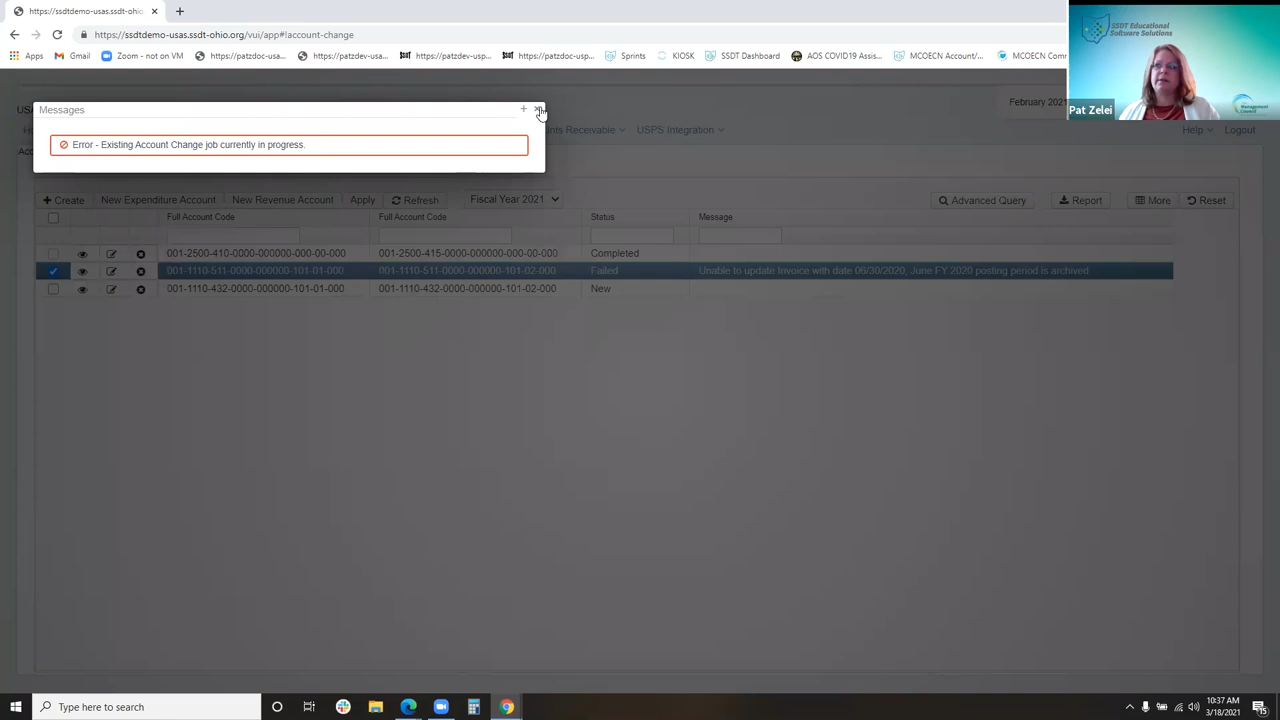 https://ssdtdemo-usas.ssdt-ohio
https://ssdtdemo-usas.ssdt-ohio.org/vui/app#!account-change
Apps Gmail Zoom - not on VM https://patzdoc-usa... https://patzdev-usa... https://patzdev-usp... https://patzdoc-usp... Sprints KIOSK SSDT Dashboard AOS COVID19 Assis... MCOECN Account/... MCOECN Com
SSDT Educational
Software Solutions
Management
Council
Pat Zelei
February 2021
Messages
Error - Existing Account Change job currently in progress.
USPS Integration
Help Logout
Create New Expenditure Account New Revenue Account Apply Refresh Fiscal Year 2021 Advanced Query Report More Reset
Full Account Code Full Account Code Status Message
001-2500-410-0000-000000-000-00-000 001-2500-415-0000-000000-000-00-000 Completed
001-1110-511-0000-000000-101-01-000 001-1110-511-0000-000000-101-02-000 Failed Unable to update Invoice with date 06/30/2020, June FY 2020 posting period is archived
001-1110-432-0000-000000-101-01-000 001-1110-432-0000-000000-101-02-000 New
Type here to search
10:37 AM
3/18/2021
15